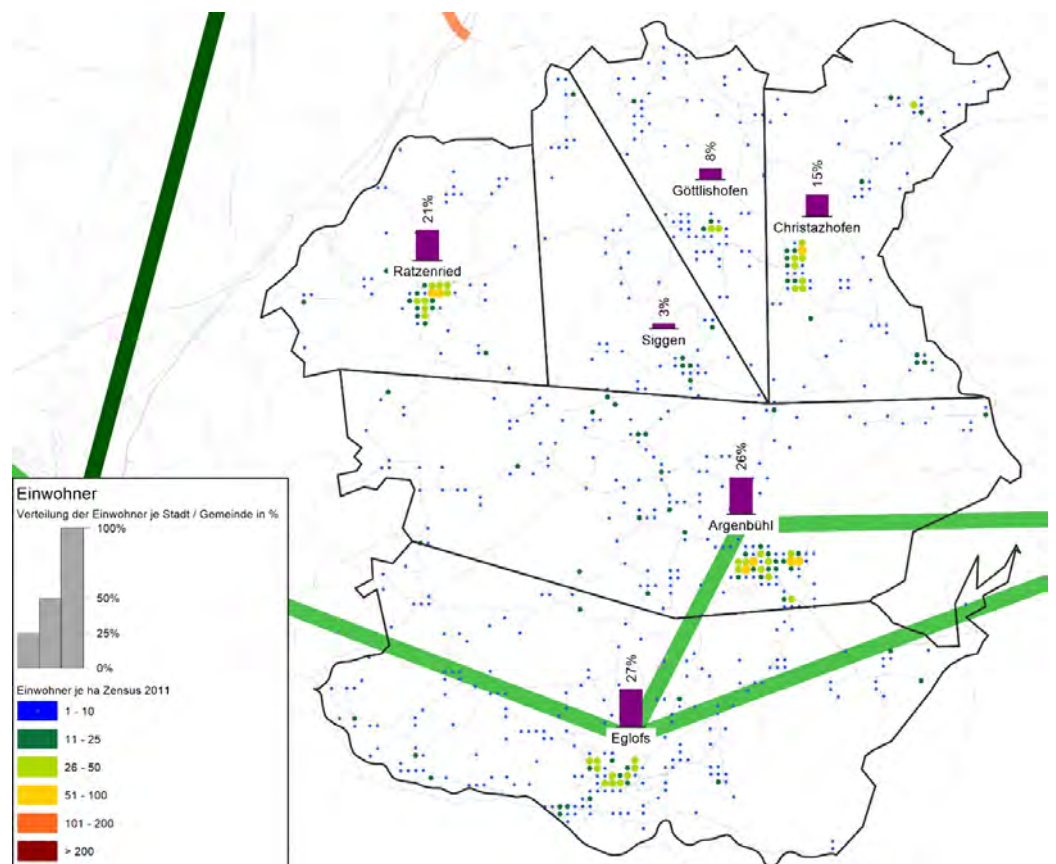 8%
Göttlishofen
15%
Christazhofen
21%
Ratzenried
3%
Siggen
26%
Argenbühl
27%
Eglofs
Einwohner
Verteilung der Einwohner je Stadt / Gemeinde in %
100%
50%
25%
0%
Einwohner je ha Zensus 2011
1 - 10
11 - 25
26 - 50
51 - 100
101 - 200
> 200